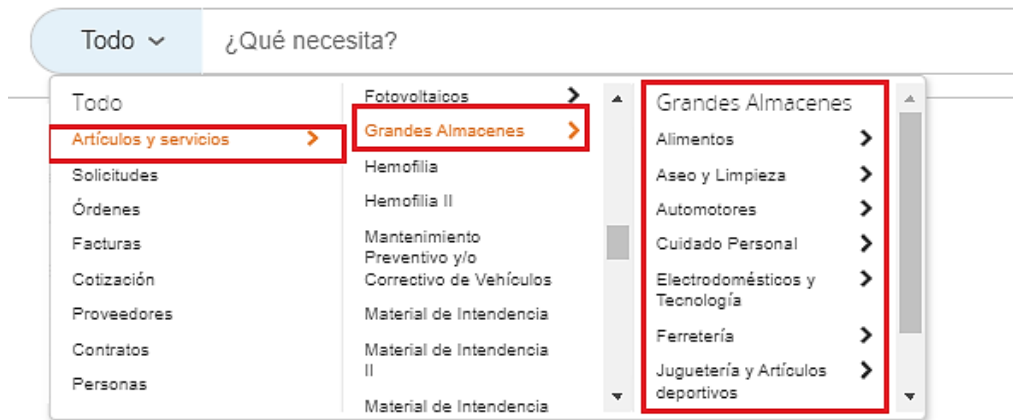 Todo
¿Qué necesita?
Todo
Artículos y servicios
Solicitudes
Órdenes
Facturas
Cotización
Proveedores
Contratos
Personas
Fotovoltaicos
Grandes Almacenes
Hemofilia
Hemofilia II
Mantenimiento
Preventivo y/o
Correctivo de Vehículos
Material de Intendencia
Material de Intendencia
II
Material de Intendencia
Grandes Almacenes
Alimentos
Aseo y Limpieza
Automotores
Cuidado Personal
Electrodomésticos y
Tecnología
Ferretería
Juguetería y Artículos
deportivos